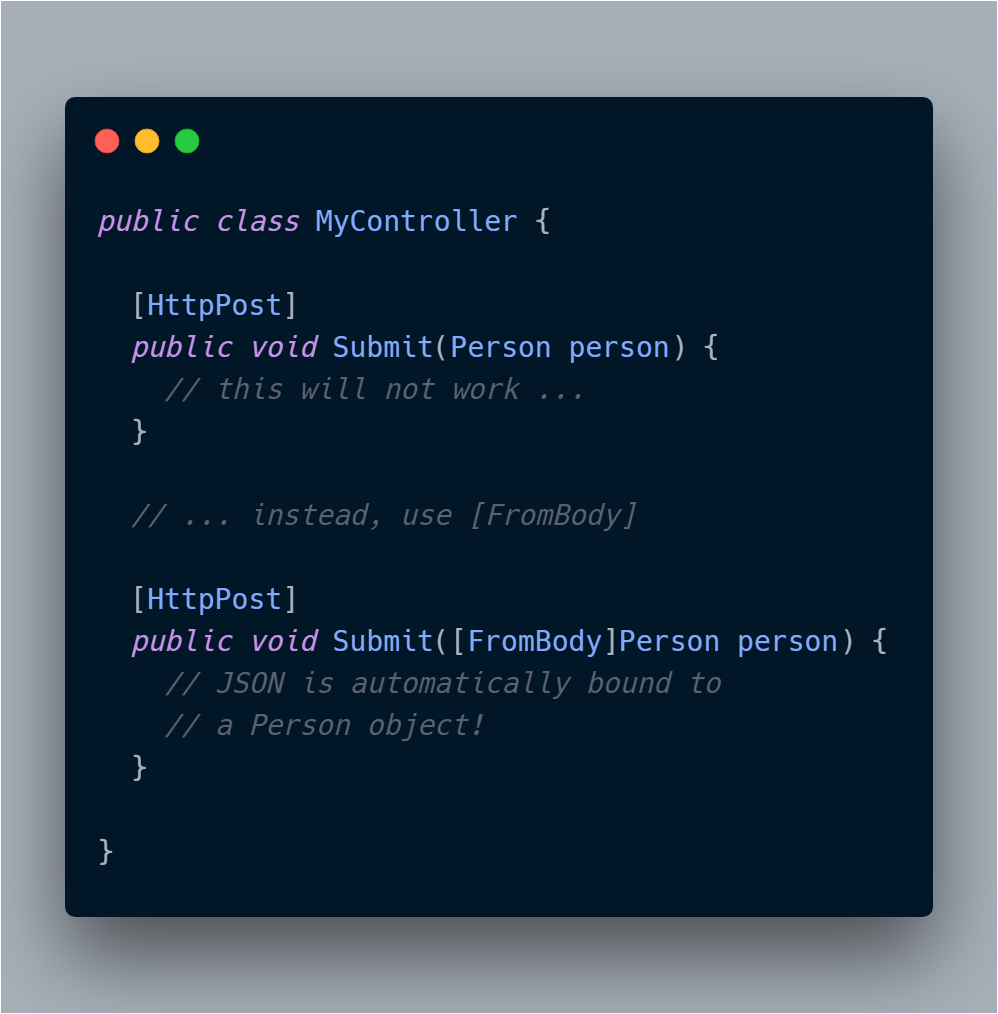 public class MyController {
[HttpPost]
public void Submit(Person person) {
// this will not work ...
}
// ... instead, use [FromBody]
[HttpPost]
public void Submit([FromBody]Person person) {
// JSON is automatically bound to
// a Person object!
}
}